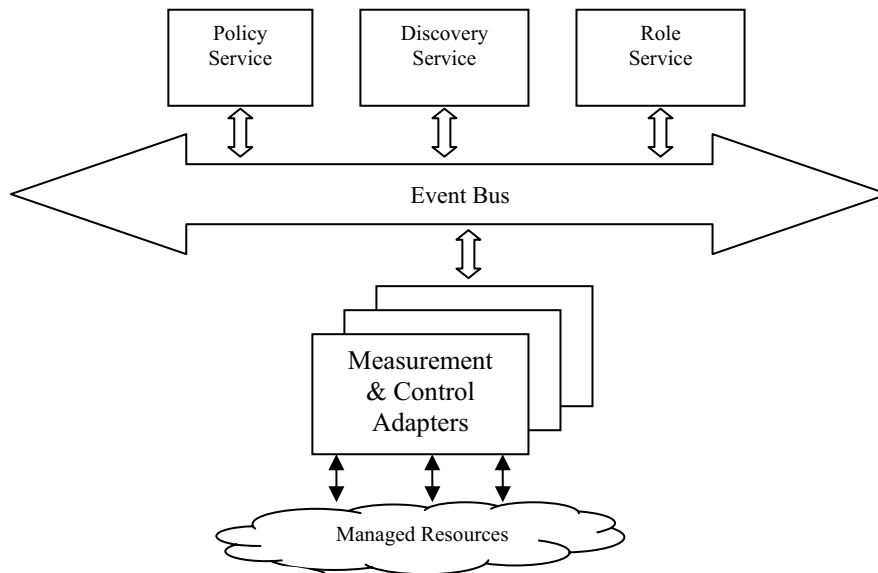 Policy
Service
Discovery
Service
Role
Service
Event Bus
Measurement
& Control
Adapters
Managed Resources